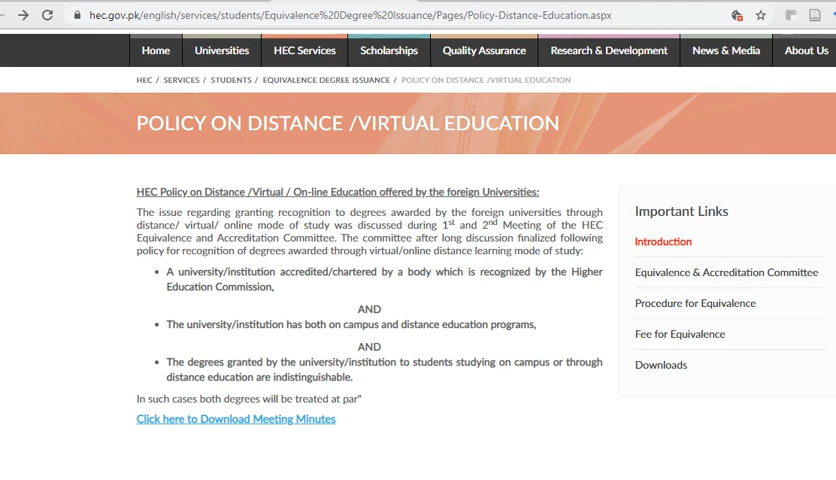 hec.gov.pk/english/services/students/Equivalence%20Degree%20Issuance/Pages/Policy-Distance-Education.aspx
Home Universities HEC Services Scholarships Quality Assurance Research & Development News & Media About Us
HEC / SERVICES / STUDENTS / EQUIVALENCE DEGREE ISSUANCE / POLICY ON DISTANCE /VIRTUAL EDUCATION
POLICY ON DISTANCE /VIRTUAL EDUCATION
HEC Policy on Distance /Virtual / On-line Education offered by the foreign Universities:
The issue regarding granting recognition to degrees awarded by the foreign universities through
distance/ virtual/ online mode of study was discussed during 1st and 2nd Meeting of the HEC
Equivalence and Accreditation Committee. The committee after long discussion finalized following
policy for recognition of degrees awarded through virtual/online distance learning mode of study:
• A university/institution accredited/chartered by a body which is recognized by the Higher
Education Commission,
AND
• The university/institution has both on campus and distance education programs,
AND
• The degrees granted by the university/institution to students studying on campus or through
distance education are indistinguishable.
In such cases both degrees will be treated at par"
Click here to Download Meeting Minutes
Important Links
Introduction
Equivalence & Accreditation Committee
Procedure for Equivalence
Fee for Equivalence
Downloads